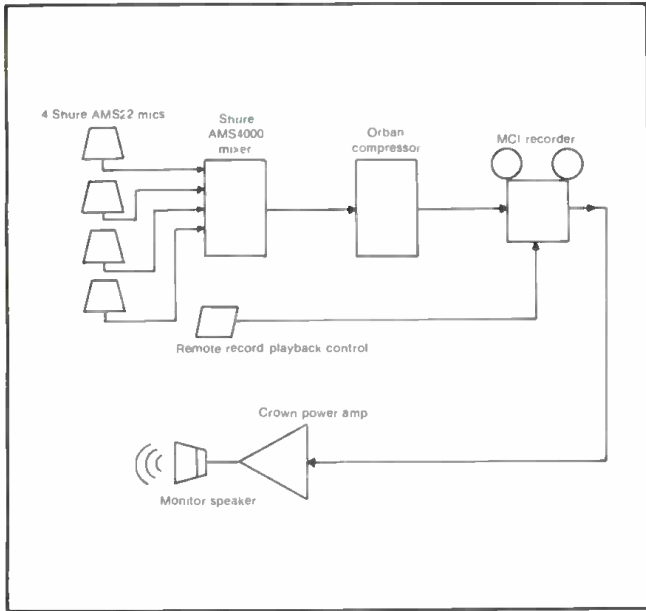 4 Shure AMS22 mics
Shure
AMS4000
mixer
Orban
compressor
MCI recorder
Remote record playback control
Crown power amp
Monitor speaker